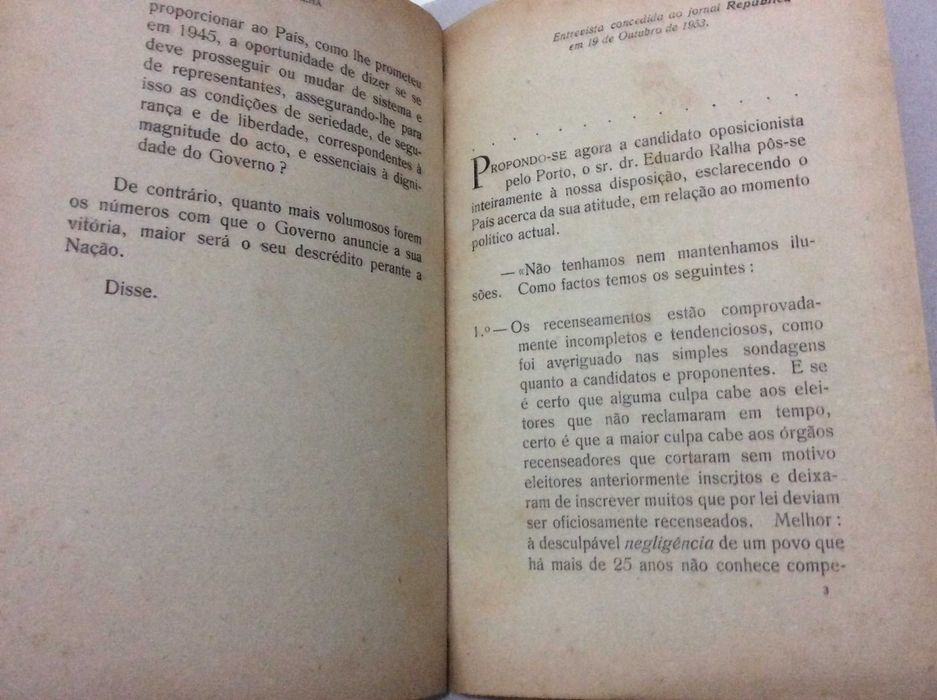 LHA
proporcionar ao País, como lhe prometeu
em 1945, a oportunidade de dizer se se
deve prosseguir ou mudar de sistema e
de representantes, assegurando-lhe para
isso as condições de seriedade, de segu-
rança e de liberdade, correspondentes à
magnitude do acto, e essenciais à digni-
dade do Governo ?
De contrário, quanto mais volumosos forem
os números com que o Governo anuncie a sua
vitória, maior será o seu descrédito perante a
Nação.
Disse.
Entrevista concedida ao jornal República
em 19 de Outubro de 1953.
. . . . . . . . . . .
PROPONDO-SE agora a candidato oposicionista
pelo Porto, o sr. dr. Eduardo Ralha pôs-se
inteiramente à nossa disposição, esclarecendo o
País acerca da sua atitude, em relação ao momento
político actual.
— «Não tenhamos nem mantenhamos ilu-
sões. Como factos temos os seguintes :
1.º — Os recenseamentos estão comprovada-
mente incompletos e tendenciosos, como
foi averiguado nas simples sondagens
quanto a candidatos e proponentes. E se
é certo que alguma culpa cabe aos elei-
tores que não reclamaram em tempo,
certo é que a maior culpa cabe aos órgãos
recenseadores que cortaram sem motivo
eleitores anteriormente inscritos e deixa-
ram de inscrever muitos que por lei deviam
ser oficiosamente recenseados. Melhor :
à desculpável negligência de um povo que
há mais de 25 anos não conhece compe-
3